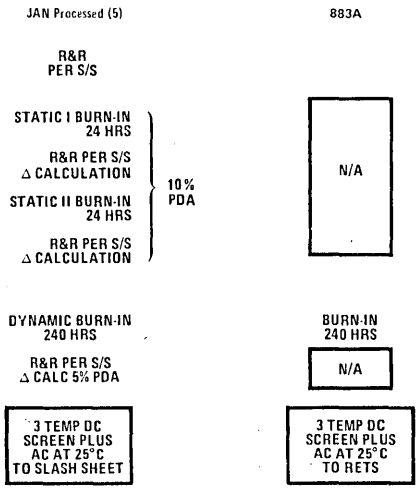 JAN Processed (5)
883A
R&R
PER S/S
STATIC I BURN-IN
24 HRS
R&R PER S/S
Δ CALCULATION
STATIC II BURN-IN
24 HRS
R&R PER S/S
Δ CALCULATION
10%
PDA
N/A
DYNAMIC BURN-IN
240 HRS
BURN-IN
240 HRS
R&R PER S/S
Δ CALC 5% PDA
N/A
3 TEMP DC
SCREEN PLUS
AC AT 25°C
TO SLASH SHEET
3 TEMP DC
SCREEN PLUS
AC AT 25°C
TO RETS